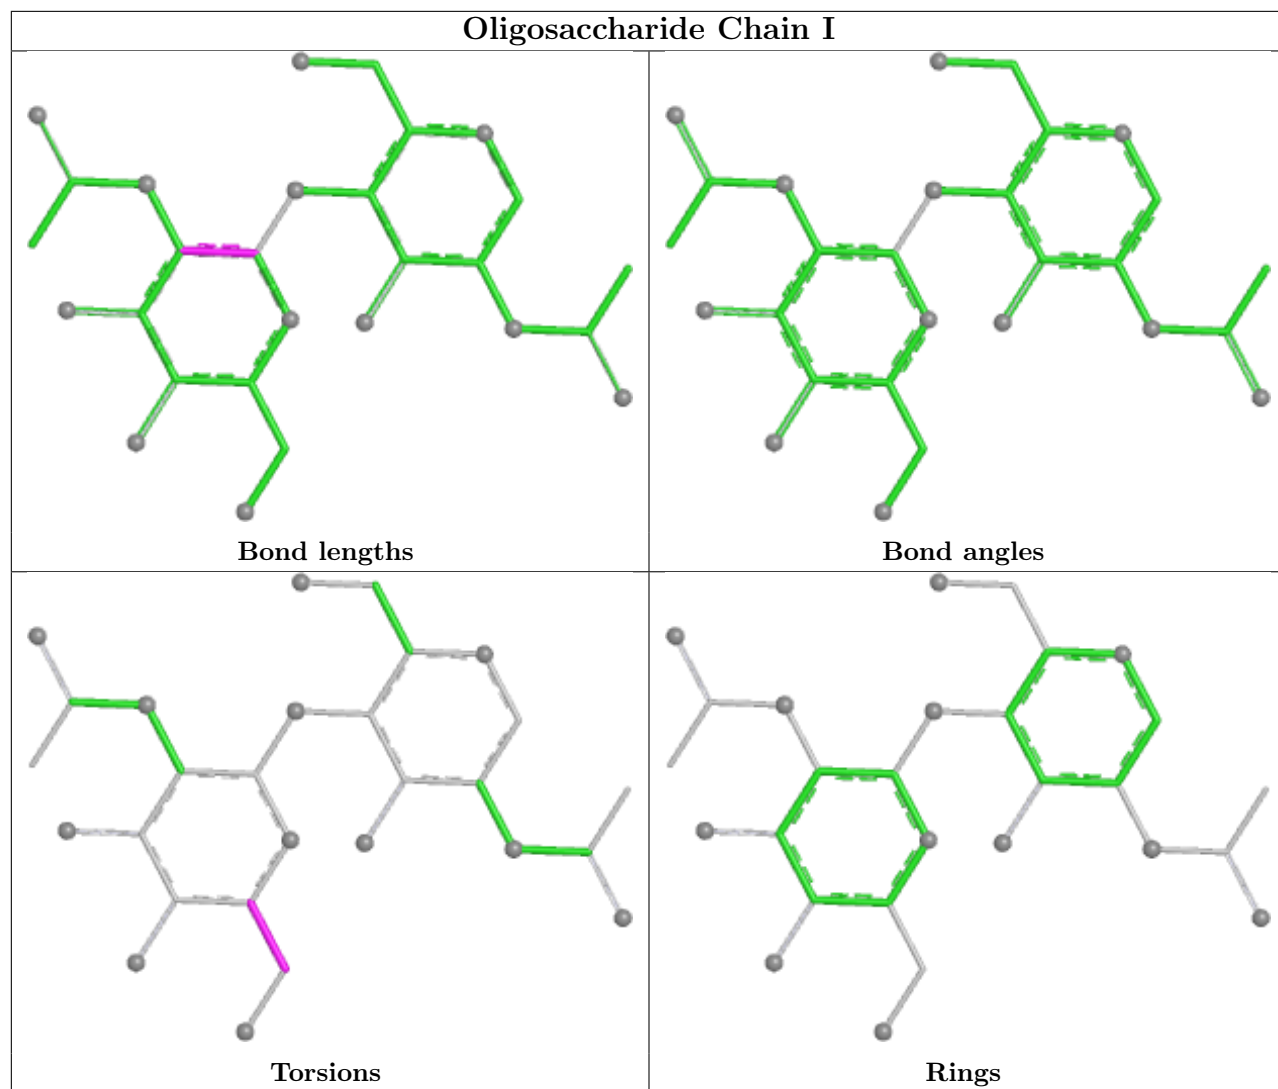 Oligosaccharide Chain I
Bond lengths
Bond angles
Torsions
Rings